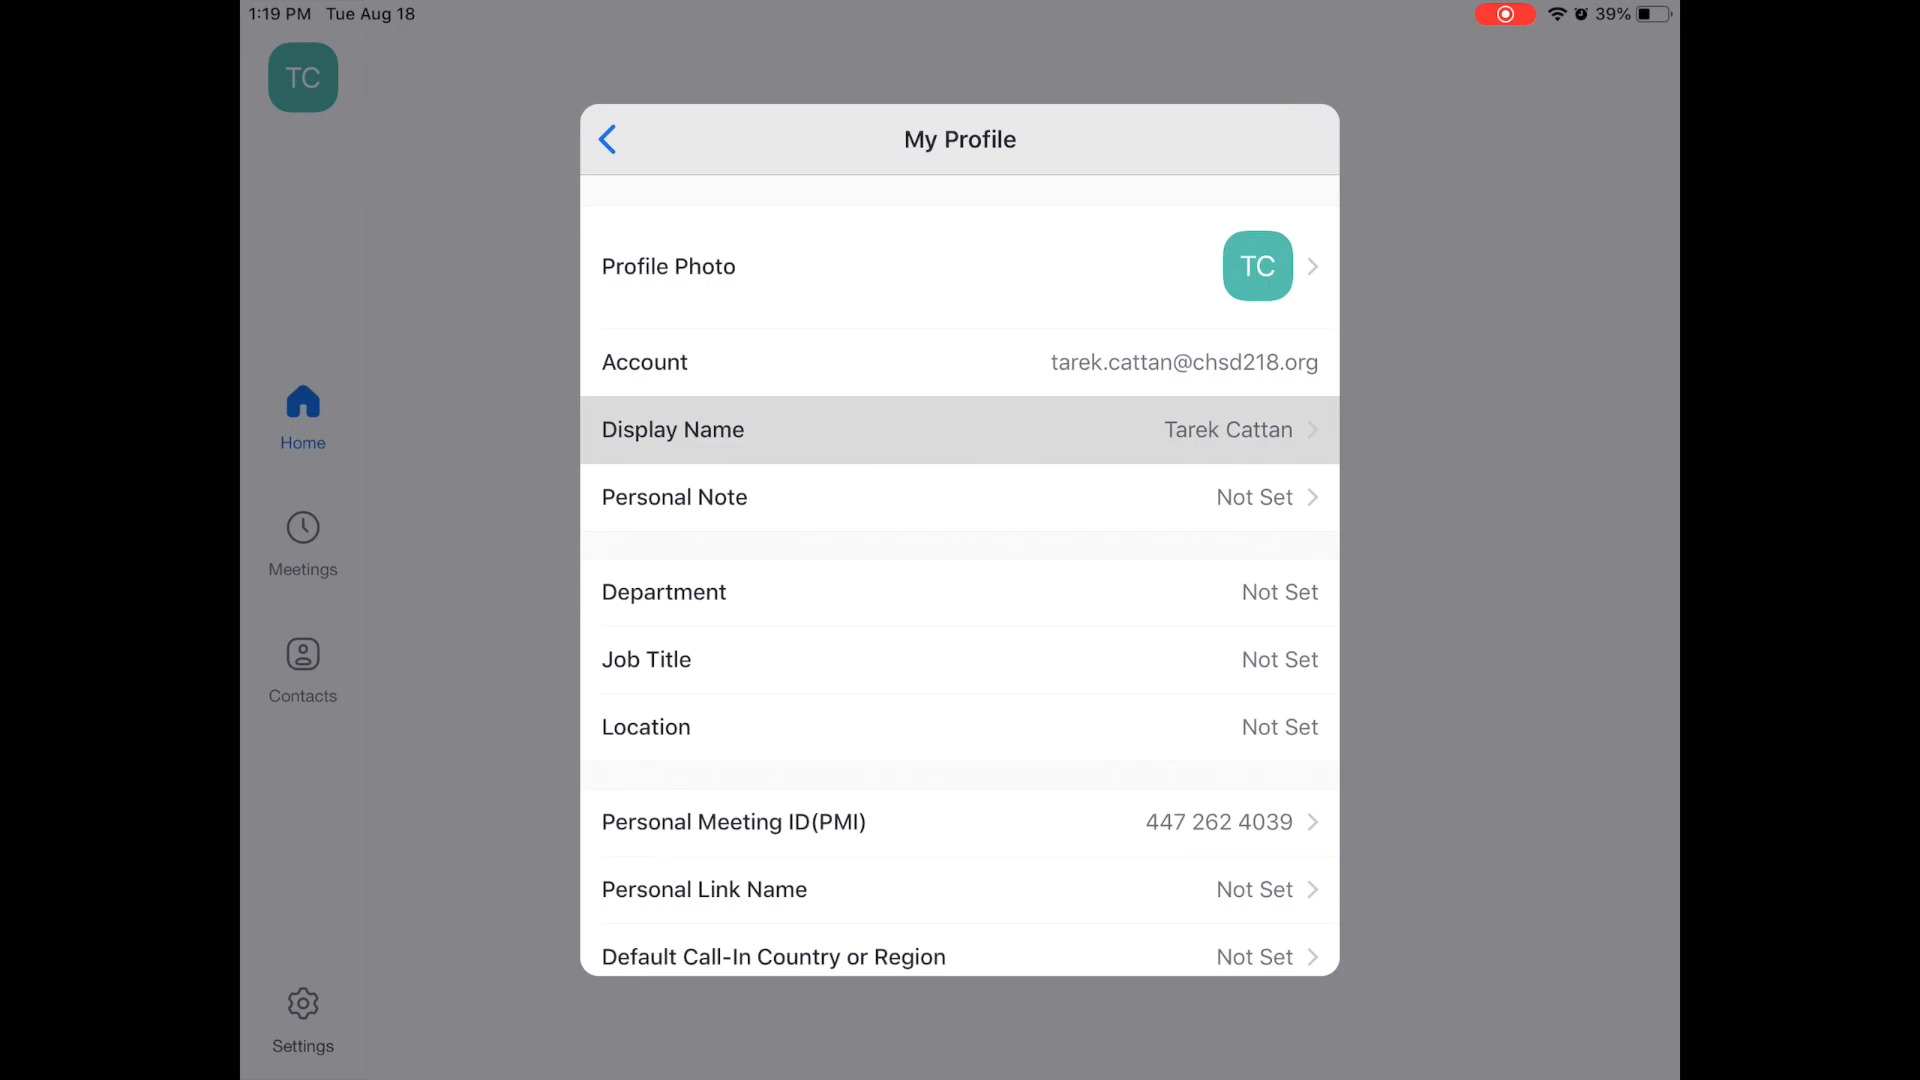 1:19 PM Tue Aug 18
39%
TC
My Profile
Profile Photo
TC
Account
tarek.cattan@chsd218.org
Display Name
Tarek Cattan
Personal Note
Not Set
Department
Not Set
Job Title
Not Set
Location
Not Set
Personal Meeting ID(PMI)
447 262 4039
Personal Link Name
Not Set
Default Call-In Country or Region
Not Set
Home
Meetings
Contacts
Settings